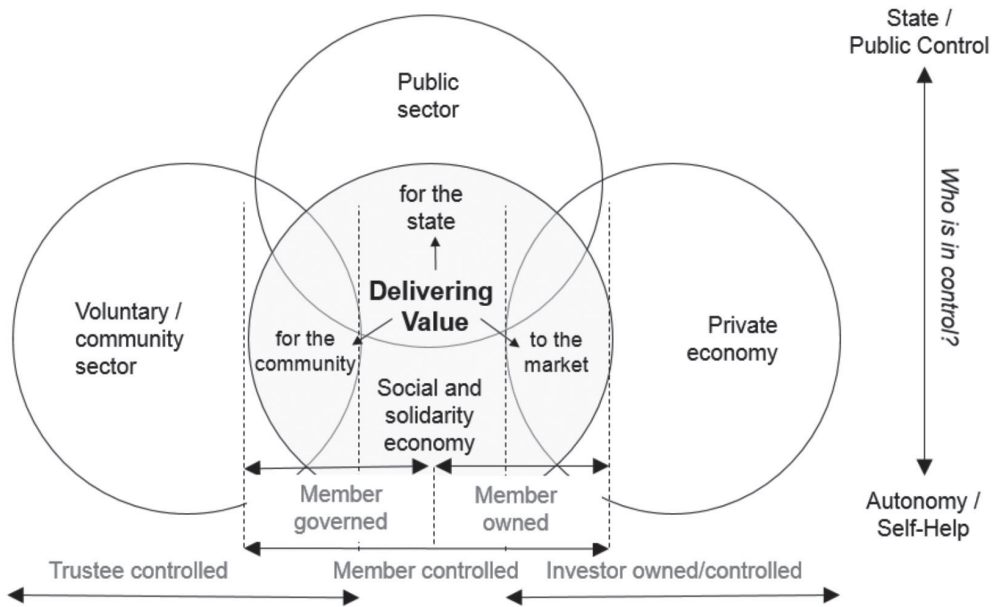 State /
Public Control
Public
sector
for the
state
Who is in control?
Delivering
Value
Voluntary /
community
sector
for the
community
to the
market
Private
economy
Social and
solidarity
economy
Member
governed
Member
owned
Autonomy /
Self-Help
Trustee controlled
Member controlled
Investor owned/controlled